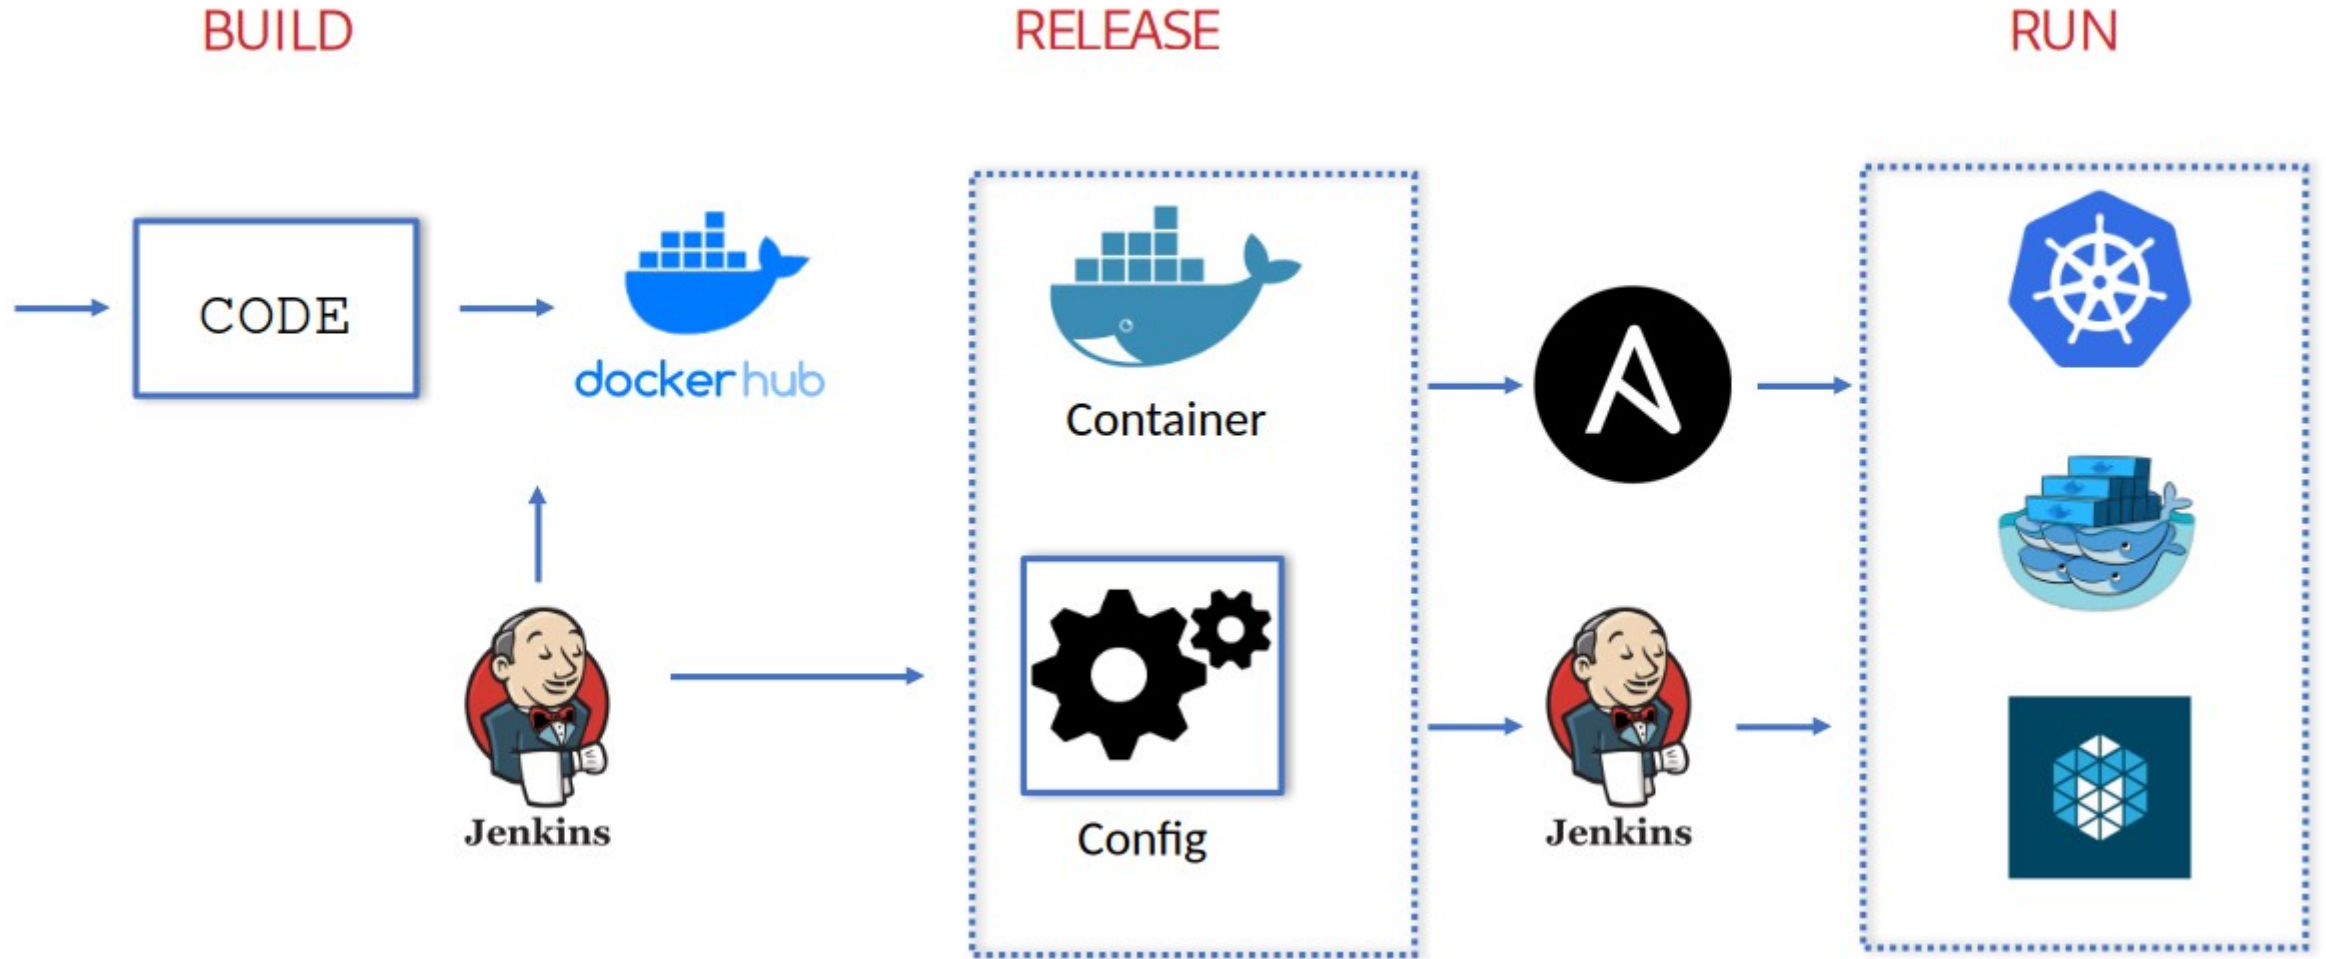 BUILD
RELEASE
RUN
CODE
docker hub
Container
Jenkins
Config
Jenkins